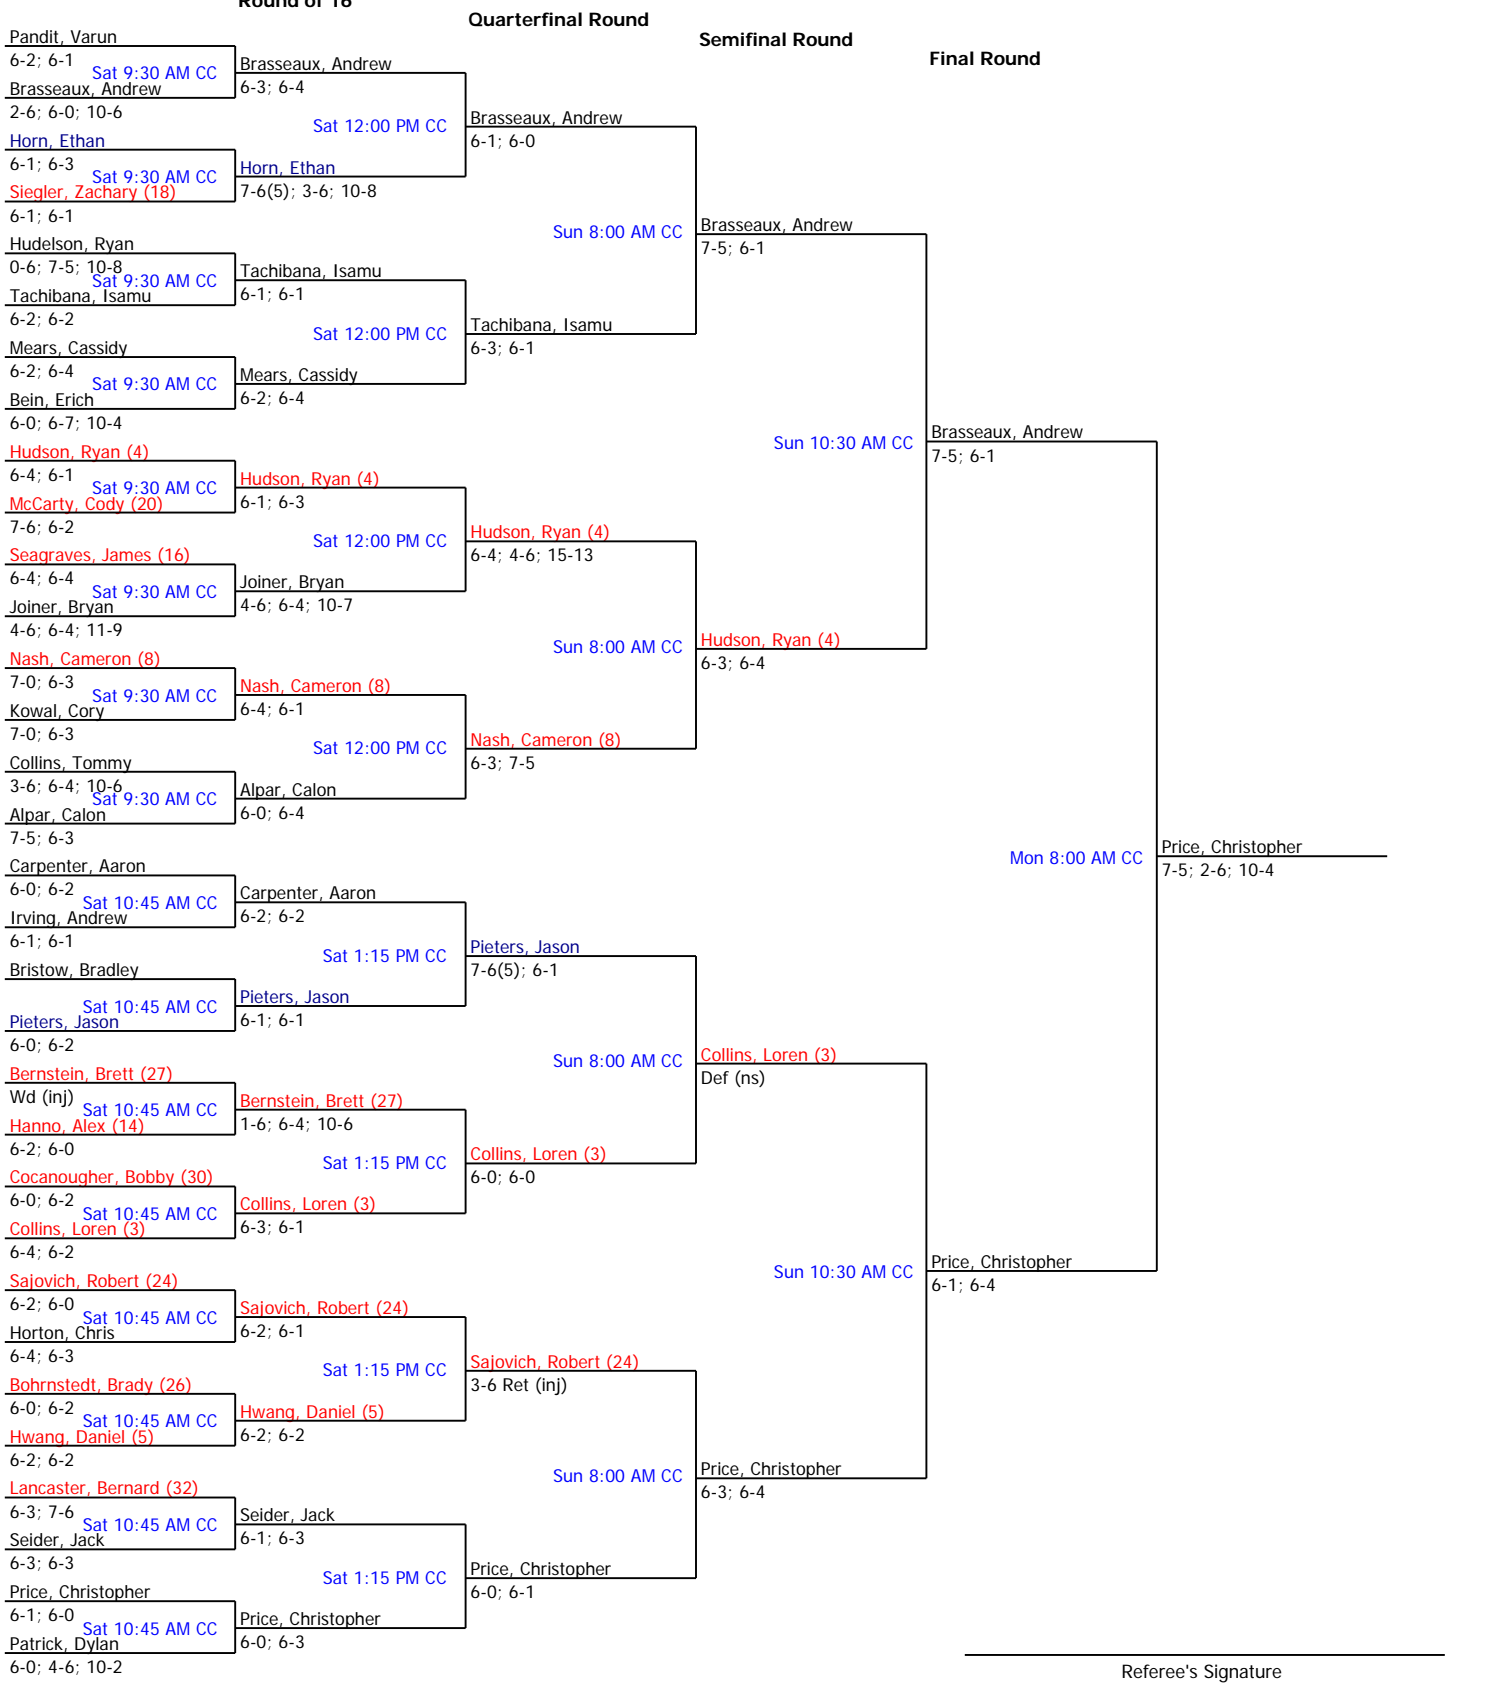 Round of 16
Quarterfinal Round
Semifinal Round
Final Round
Pandit, Varun
6-2; 6-1
Sat 9:30 AM CC
Brasseaux, Andrew
2-6; 6-0; 10-6
Horn, Ethan
6-1; 6-3
Sat 9:30 AM CC
Siegler, Zachary (18)
6-1; 6-1
Hudelson, Ryan
0-6; 7-5; 10-8
Sat 9:30 AM CC
Tachibana, Isamu
6-2; 6-2
Mears, Cassidy
6-2; 6-4
Sat 9:30 AM CC
Bein, Erich
6-0; 6-7; 10-4
Hudson, Ryan (4)
6-4; 6-1
Sat 9:30 AM CC
McCarty, Cody (20)
7-6; 6-2
Seagraves, James (16)
6-4; 6-4
Sat 9:30 AM CC
Joiner, Bryan
4-6; 6-4; 11-9
Nash, Cameron (8)
7-0; 6-3
Sat 9:30 AM CC
Kowal, Cory
7-0; 6-3
Collins, Tommy
3-6; 6-4; 10-6
Sat 9:30 AM CC
Alpar, Calon
7-5; 6-3
Carpenter, Aaron
6-0; 6-2
Sat 10:45 AM CC
Irving, Andrew
6-1; 6-1
Bristow, Bradley
Sat 10:45 AM CC
Pieters, Jason
6-0; 6-2
Bernstein, Brett (27)
Wd (inj)
Sat 10:45 AM CC
Hanno, Alex (14)
6-2; 6-0
Cocanougher, Bobby (30)
6-0; 6-2
Sat 10:45 AM CC
Collins, Loren (3)
6-4; 6-2
Sajovich, Robert (24)
6-2; 6-0
Sat 10:45 AM CC
Horton, Chris
6-4; 6-3
Bohrnstedt, Brady (26)
6-0; 6-2
Sat 10:45 AM CC
Hwang, Daniel (5)
6-2; 6-2
Lancaster, Bernard (32)
6-3; 7-6
Sat 10:45 AM CC
Seider, Jack
6-3; 6-3
Price, Christopher
6-1; 6-0
Sat 10:45 AM CC
Patrick, Dylan
6-0; 4-6; 10-2
Brasseaux, Andrew
6-3; 6-4
Sat 12:00 PM CC
Horn, Ethan
7-6(5); 3-6; 10-8
Tachibana, Isamu
6-1; 6-1
Sat 12:00 PM CC
Mears, Cassidy
6-2; 6-4
Hudson, Ryan (4)
6-1; 6-3
Sat 12:00 PM CC
Joiner, Bryan
4-6; 6-4; 10-7
Nash, Cameron (8)
6-4; 6-1
Sat 12:00 PM CC
Alpar, Calon
6-0; 6-4
Carpenter, Aaron
6-2; 6-2
Sat 1:15 PM CC
Pieters, Jason
6-1; 6-1
Bernstein, Brett (27)
1-6; 6-4; 10-6
Sat 1:15 PM CC
Collins, Loren (3)
6-3; 6-1
Sajovich, Robert (24)
6-2; 6-1
Sat 1:15 PM CC
Hwang, Daniel (5)
6-2; 6-2
Seider, Jack
6-1; 6-3
Sat 1:15 PM CC
Price, Christopher
6-0; 6-3
Brasseaux, Andrew
6-1; 6-0
Sun 8:00 AM CC
Tachibana, Isamu
6-3; 6-1
Hudson, Ryan (4)
6-4; 4-6; 15-13
Sun 8:00 AM CC
Nash, Cameron (8)
6-3; 7-5
Pieters, Jason
7-6(5); 6-1
Sun 8:00 AM CC
Collins, Loren (3)
6-0; 6-0
Sajovich, Robert (24)
3-6 Ret (inj)
Sun 8:00 AM CC
Price, Christopher
6-0; 6-1
Brasseaux, Andrew
7-5; 6-1
Sun 10:30 AM CC
Hudson, Ryan (4)
6-3; 6-4
Collins, Loren (3)
Def (ns)
Sun 10:30 AM CC
Price, Christopher
6-3; 6-4
Brasseaux, Andrew
7-5; 6-1
Mon 8:00 AM CC
Price, Christopher
6-1; 6-4
Price, Christopher
7-5; 2-6; 10-4
Referee's Signature